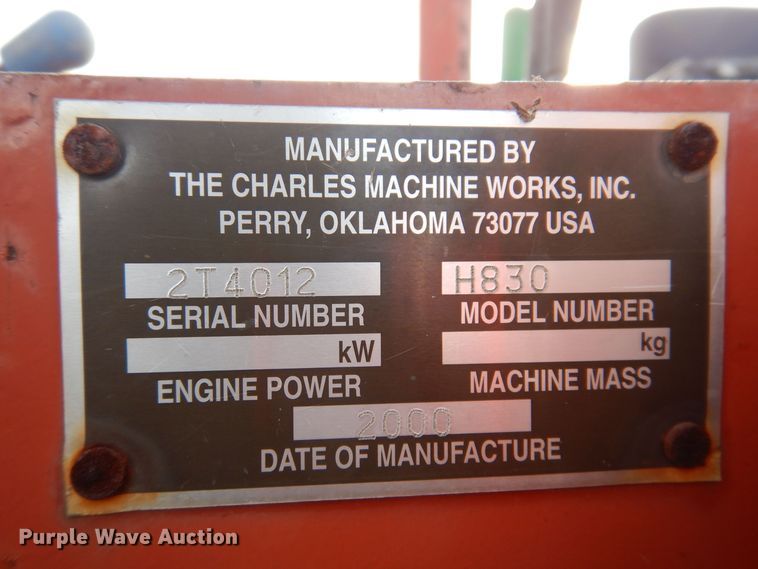 MANUFACTURED BY
THE CHARLES MACHINE WORKS, INC.
PERRY, OKLAHOMA 73077 USA
2T4012 H830
SERIAL NUMBER MODEL NUMBER
kW kg
ENGINE POWER MACHINE MASS
2000
DATE OF MANUFACTURE
Purple Wave Auction